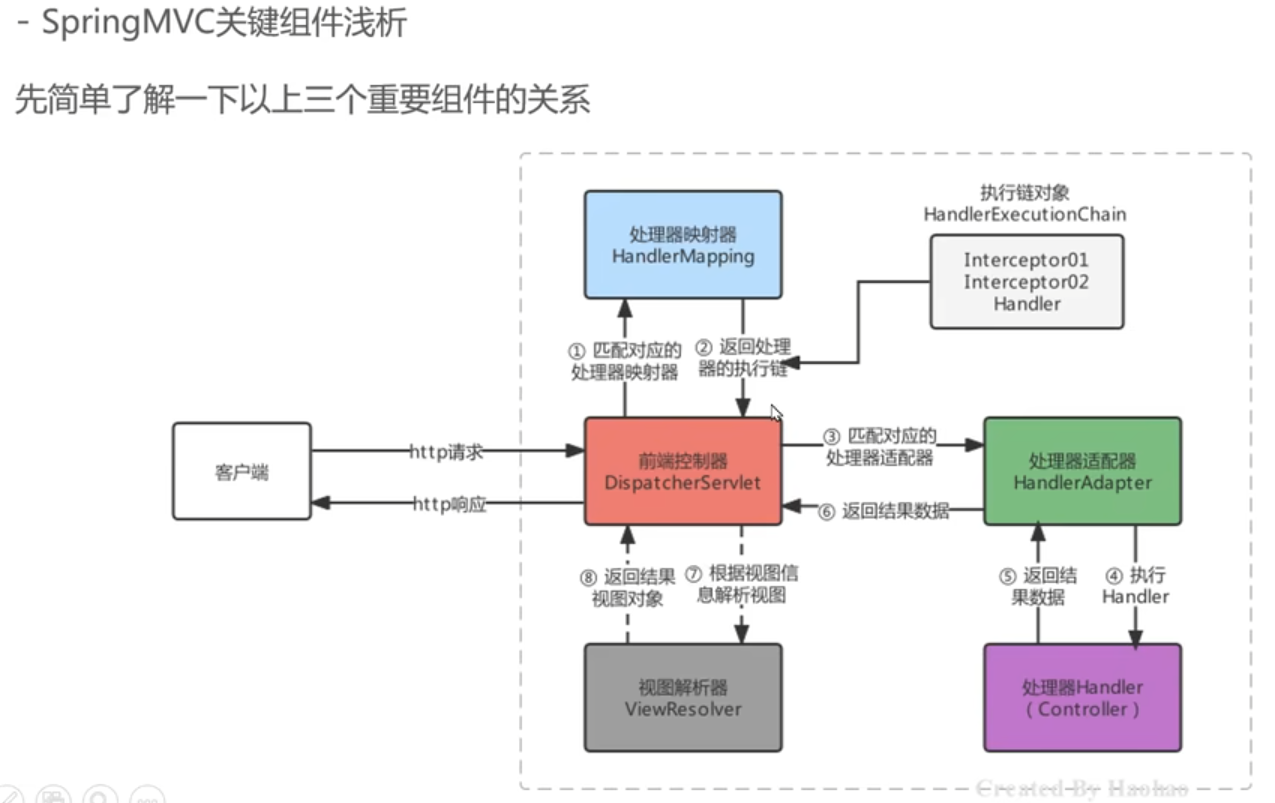 - SpringMVC关键组件浅析
先简单了解一下以上三个重要组件的关系
执行链对象
HandlerExecutionChain
处理器映射器
HandlerMapping
Interceptor01
Interceptor02
Handler
① 匹配对应的
处理器映射器
② 返回处理
器的执行链
客户端
http请求
http响应
前端控制器
DispatcherServlet
③ 匹配对应的
处理器适配器
⑥ 返回结果数据
处理器适配器
HandlerAdapter
⑧ 返回结果
视图对象
⑦ 根据视图信
息解析视图
⑤ 返回结
果数据
④ 执行
Handler
视图解析器
ViewResolver
处理器Handler
( Controller )
Created By Haohao